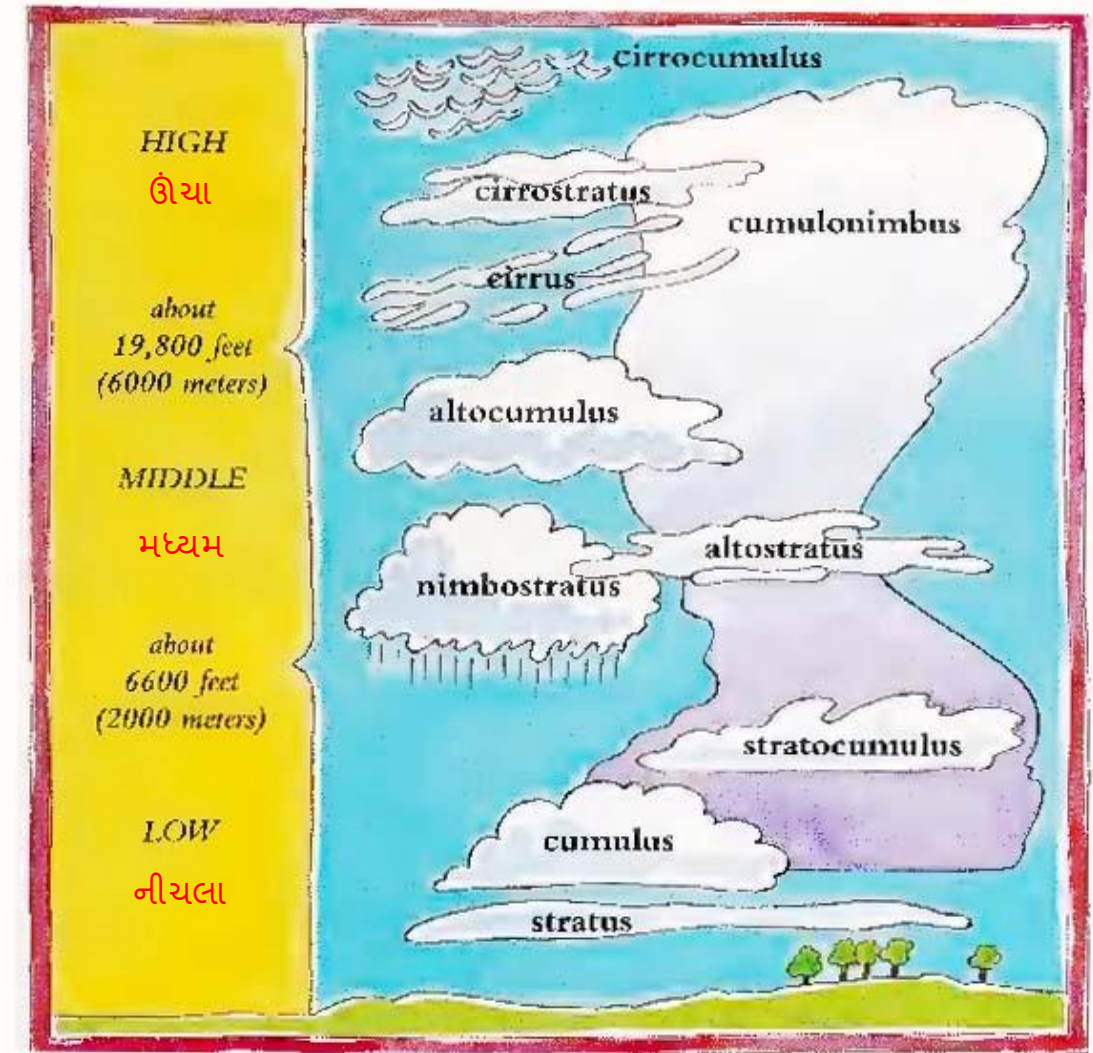 HIGH
ઊંચા
about
19,800 feet
(6000 meters)
MIDDLE
મધ્યમ
about
6600 feet
(2000 meters)
LOW
નીચલા
cirrocumulus
cirrostratus
cumulonimbus
cirrus
altocumulus
altostratus
nimbostratus
stratocumulus
cumulus
stratus